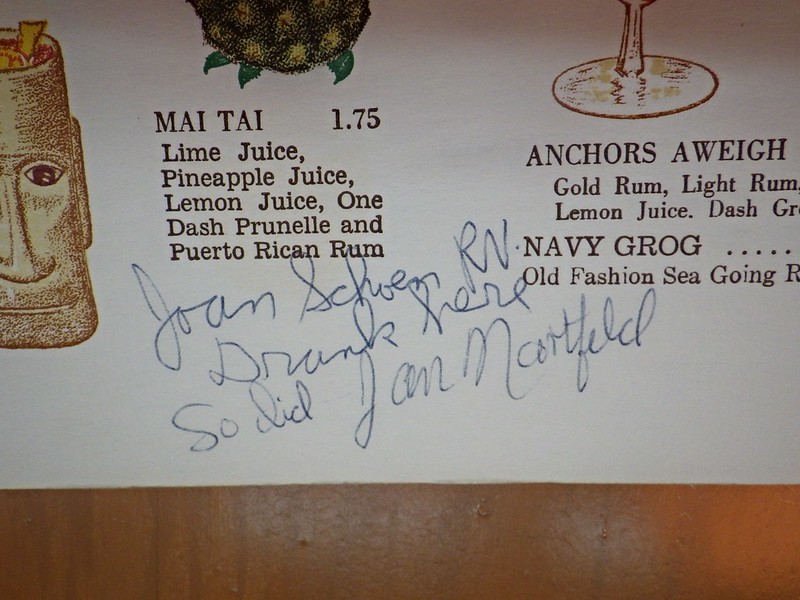 MAI TAI 1.75
Lime Juice,
Pineapple Juice,
Lemon Juice, One
Dash Prunelle and
Puerto Rican Rum
ANCHORS AWEIGH
Gold Rum, Light Rum,
Lemon Juice. Dash Gr
NAVY GROG .....
Old Fashion Sea Going R
Joan Schoen RN.
Drank here
So did Jan